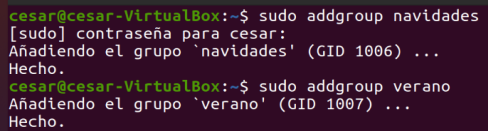 cesar@cesar-VirtualBox:~$ sudo addgroup navidades
[sudo] contraseña para cesar:
Añadiendo el grupo `navidades' (GID 1006) ...
Hecho.
cesar@cesar-VirtualBox:~$ sudo addgroup verano
Añadiendo el grupo `verano' (GID 1007) ...
Hecho.